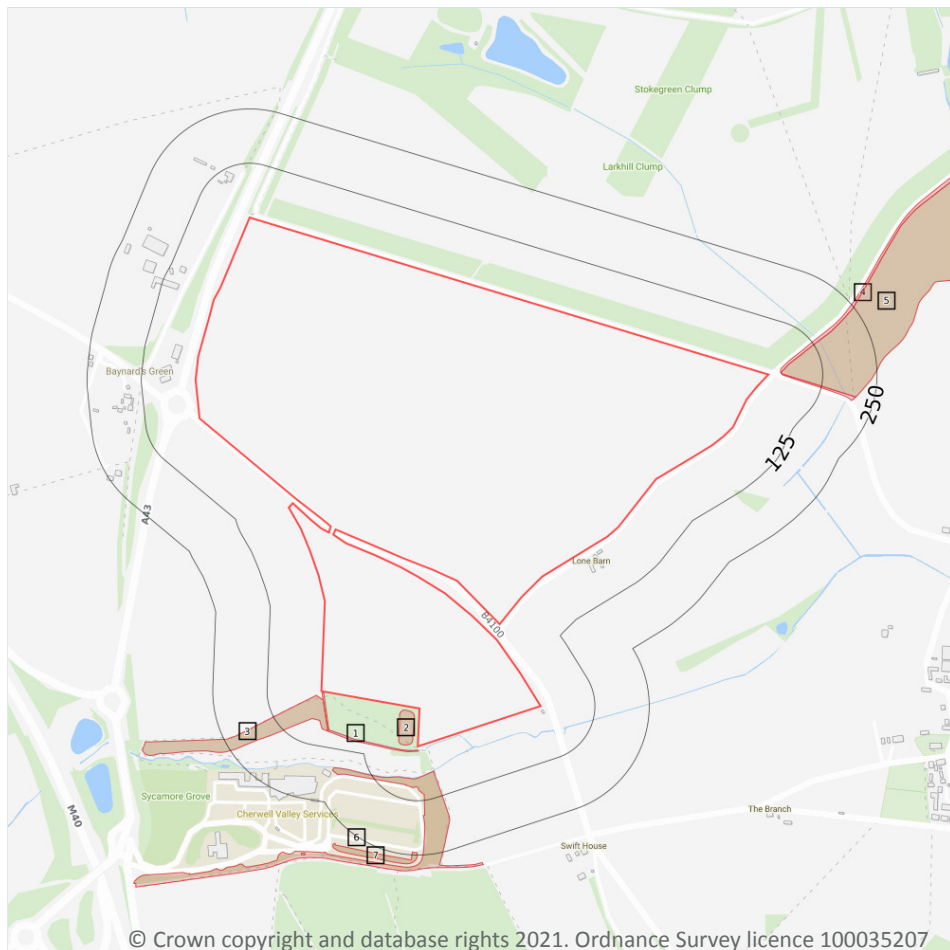 Stokegreen Clump
Larkhill Clump
4
5
Baynard's Green
250
125
A43
Lone Barn
B4100
3
1
2
M40
Sycamore Grove
Cherwell Valley Services
The Branch
6
7
Swift House
© Crown copyright and database rights 2021. Ordnance Survey licence 100035207